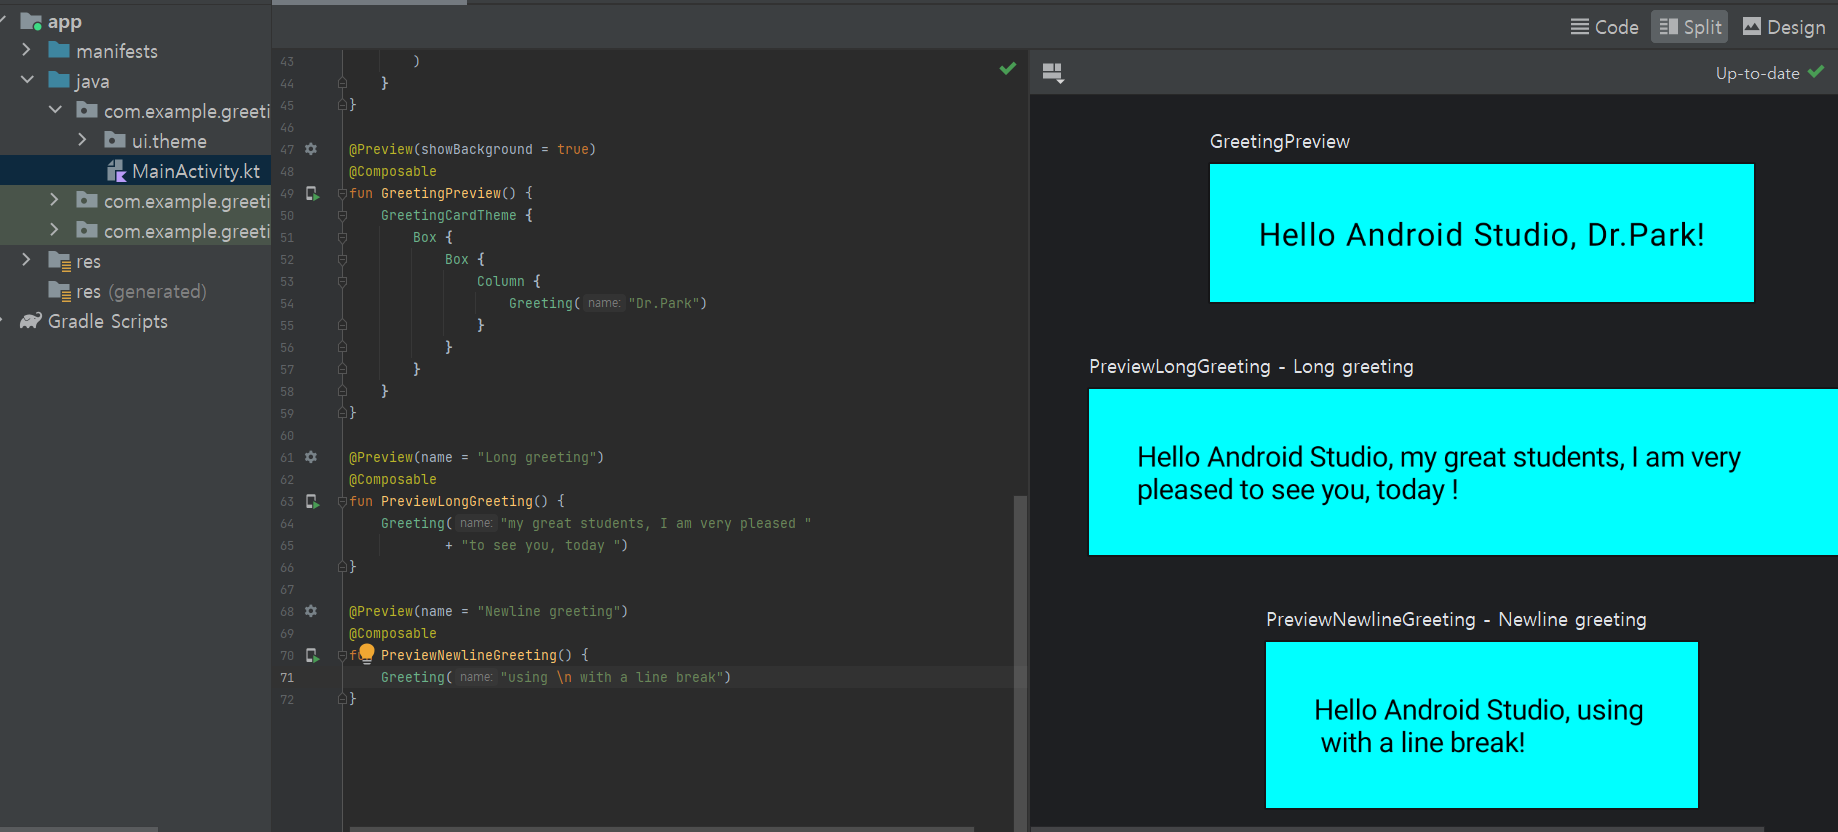 app
manifests
java
com.example.greeti
ui.theme
MainActivity.kt
com.example.greeti
com.example.greeti
res
res (generated)
Gradle Scripts
43 )
44 }
45 }
46
47 @Preview(showBackground = true)
48 @Composable
49 fun GreetingPreview() {
50 GreetingCardTheme {
51 Box {
52 Box {
53 Column {
54 Greeting( name: "Dr.Park")
55 }
56 }
57 }
58 }
59 }
60
61 @Preview(name = "Long greeting")
62 @Composable
63 fun PreviewLongGreeting() {
64 Greeting( name: "my great students, I am very pleased "
65 + "to see you, today ")
66 }
67
68 @Preview(name = "Newline greeting")
69 @Composable
70 f PreviewNewlineGreeting() {
71 Greeting( name: "using \n with a line break")
72 }
Code Split Design
Up-to-date
GreetingPreview
Hello Android Studio, Dr.Park!
PreviewLongGreeting - Long greeting
Hello Android Studio, my great students, I am very
pleased to see you, today !
PreviewNewlineGreeting - Newline greeting
Hello Android Studio, using
with a line break!